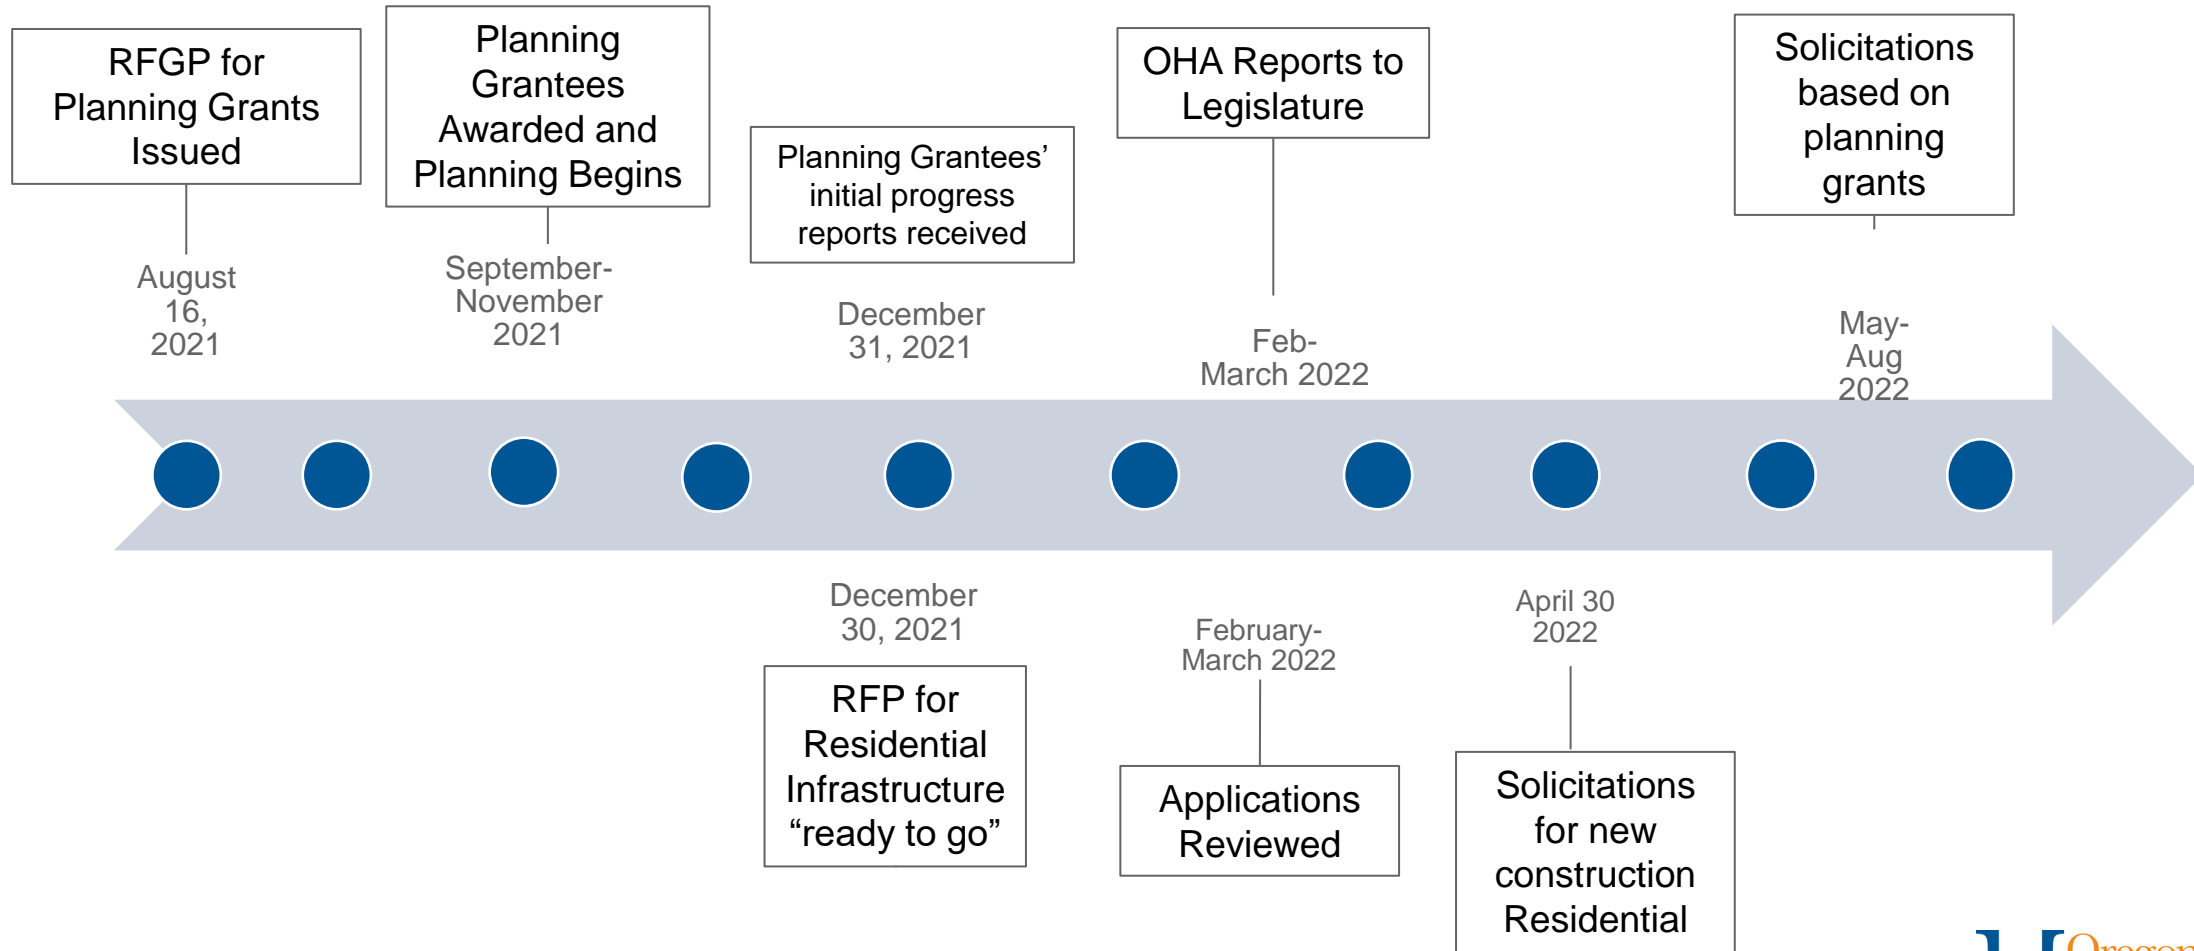 RFGP for
Planning Grants
Issued
August
16,
2021
Planning
Grantees
Awarded and
Planning Begins
September-
November
2021
Planning Grantees’
initial progress
reports received
December
31, 2021
OHA Reports to
Legislature
Feb-
March 2022
Solicitations
based on
planning
grants
May-
Aug
2022
December
30, 2021
RFP for
Residential
Infrastructure
“ready to go”
February-
March 2022
Applications
Reviewed
April 30
2022
Solicitations
for new
construction
Residential
Oregon